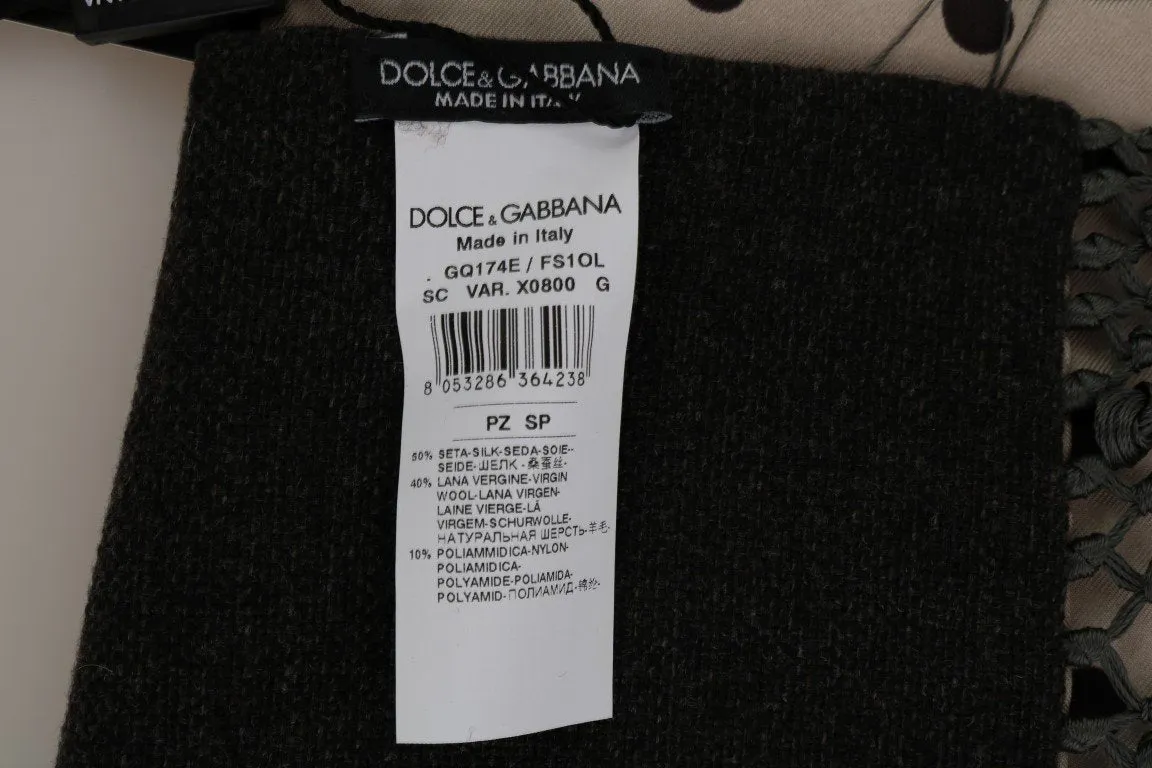 DOLCE&GABBANA
MADE IN ITALY
DOLCE & GABBANA
Made in Italy
. GQ174E / FS1OL
SC VAR. X0800 G
8 053286 364238
PZ SP
50% SETA-SILK-SEDA-SOIE-
SEIDE-ШЕЛК-桑蚕丝-
40% LANA VERGINE-VIRGIN
WOOL-LANA VIRGEN-
LAINE VIERGE-LÃ
VIRGEM-SCHURWOLLE-
НАТУРАЛЬНАЯ ШЕРСТЬ-羊毛-
10% POLIAMMIDICA-NYLON-
POLIAMIDICA-
POLYAMIDE-POLIAMIDA-
POLYAMID-ПОЛИАМИД-锦纶-